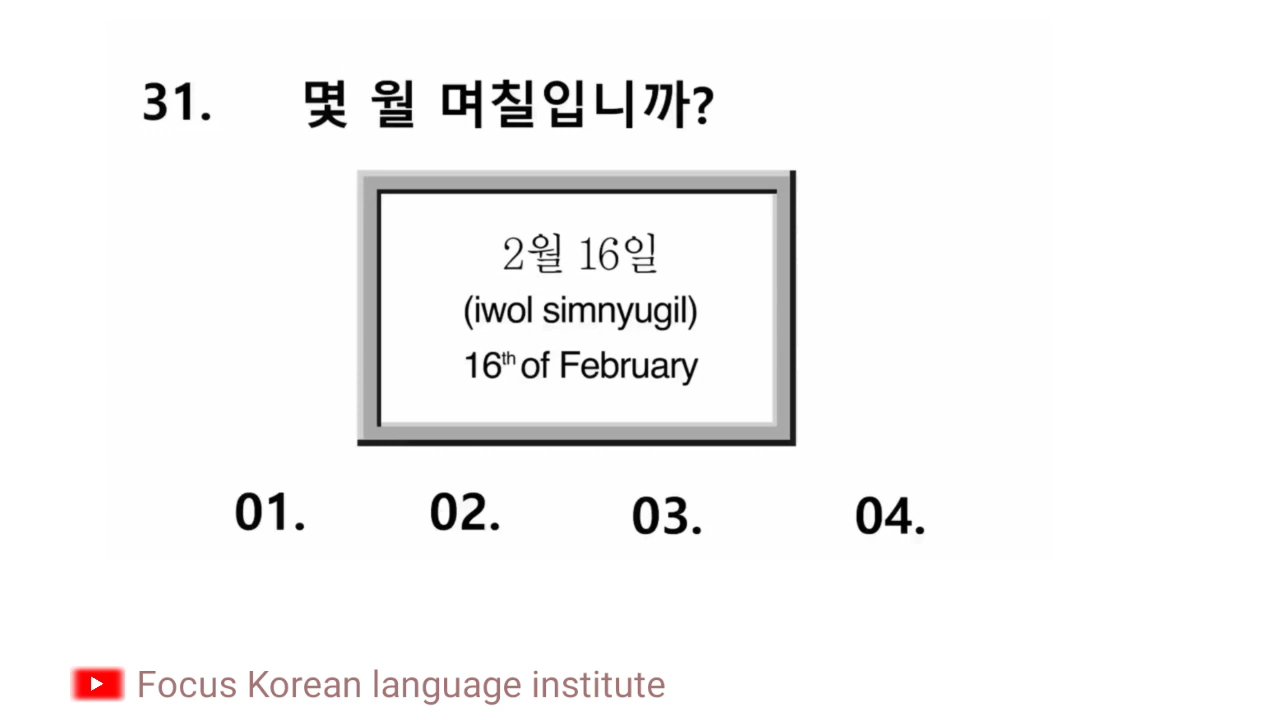 31. 몇 월 며칠입니까?
2월 16일
(iwol simnyugil)
16th of February
01. 02. 03. 04.
Focus Korean language institute